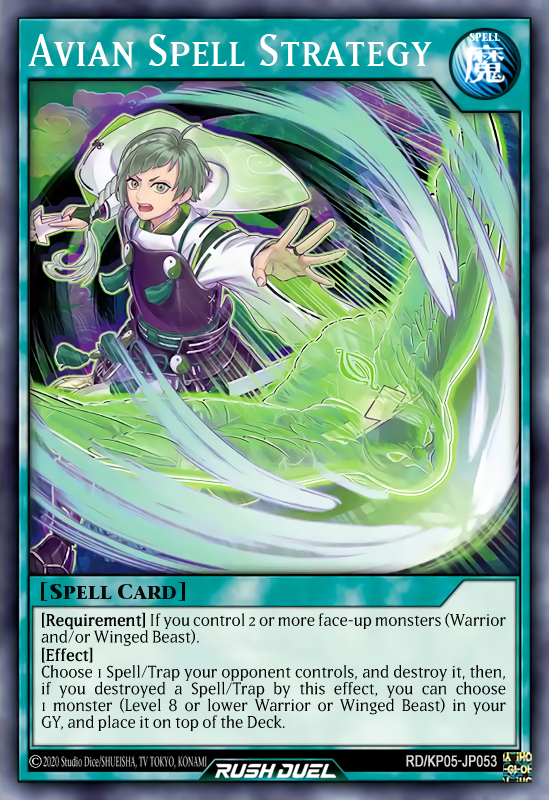 AVIAN SPELL STRATEGY
SPELL
魔
[SPELL CARD]
[Requirement] If you control 2 or more face-up monsters (Warrior
and/or Winged Beast).
[Effect]
Choose 1 Spell/Trap your opponent controls, and destroy it, then,
if you destroyed a Spell/Trap by this effect, you can choose
1 monster (Level 8 or lower Warrior or Winged Beast) in your
GY, and place it on top of the Deck.
©2020 Studio Dice/SHUEISHA, TV TOKYO, KONAMI
RUSH DUEL
RD/KP05-JP053